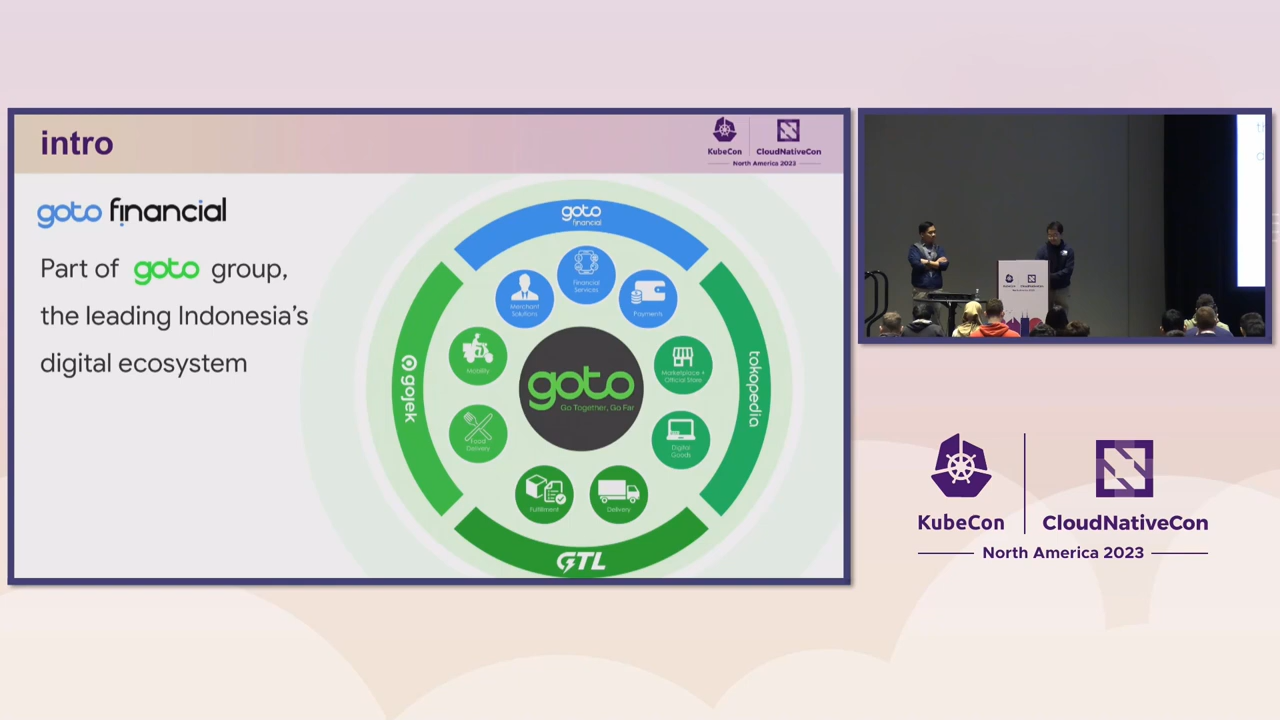 intro
KubeCon
CloudNativeCon
North America 2023
goto financial
Part of goto group,
the leading Indonesia's
digital ecosystem
goto
financial
Financial
Services
Merchant
Solutions
Payments
gojek
Mobility
goto
Go Together, Go Far
Marketplace +
Official Store
tokopedia
Food
Delivery
Digital
Goods
Fulfillment
Delivery
GTL
KubeCon
CloudNativeCon
North America 2023